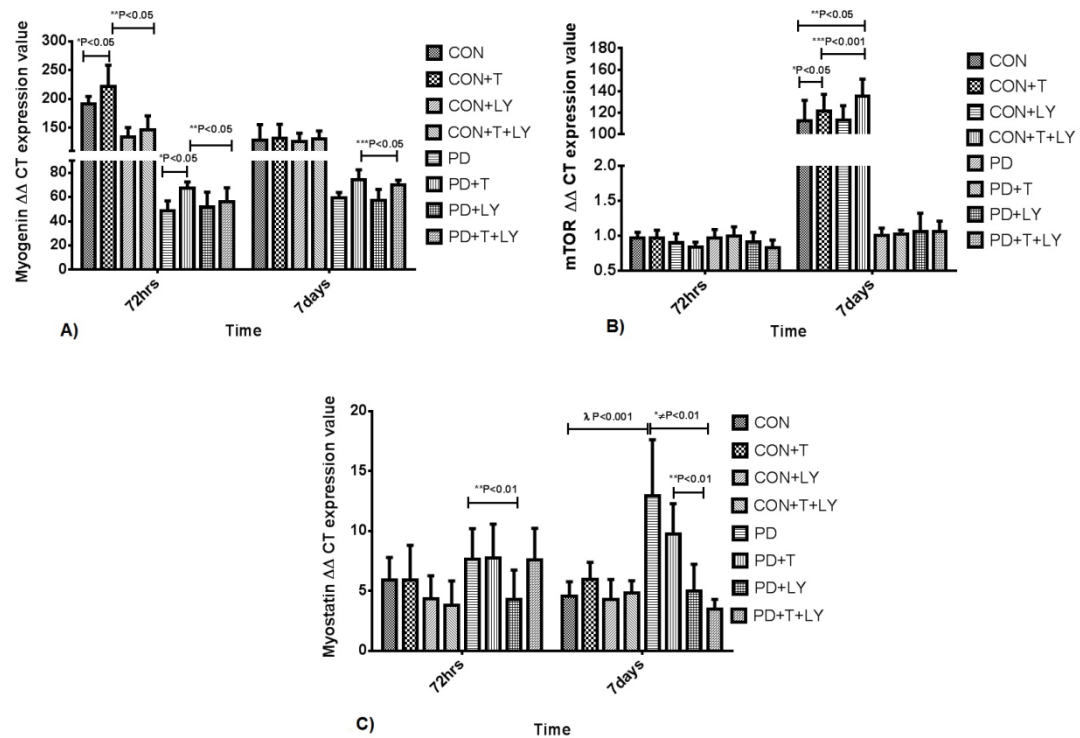 **P<0.05
*P<0.05
**P<0.05
*P<0.05
***P<0.05
Myogenin ΔΔ CT expression value
300
250
200
150
80
60
40
20
0
72hrs
7days
Time
A)
CON
CON+T
CON+LY
CON+T+LY
PD
PD+T
PD+LY
PD+T+LY
**P<0.05
***P<0.001
*P<0.05
mTOR ΔΔ CT expression value
180
160
140
120
100
2.0
1.5
1.0
0.5
72hrs
7days
Time
B)
CON
CON+T
CON+LY
CON+T+LY
PD
PD+T
PD+LY
PD+T+LY
λ P<0.001
*≠P<0.01
**P<0.01
**P<0.01
Myostatin ΔΔ CT expression value
20
15
10
5
0
72hrs
7days
Time
C)
CON
CON+T
CON+LY
CON+T+LY
PD
PD+T
PD+LY
PD+T+LY